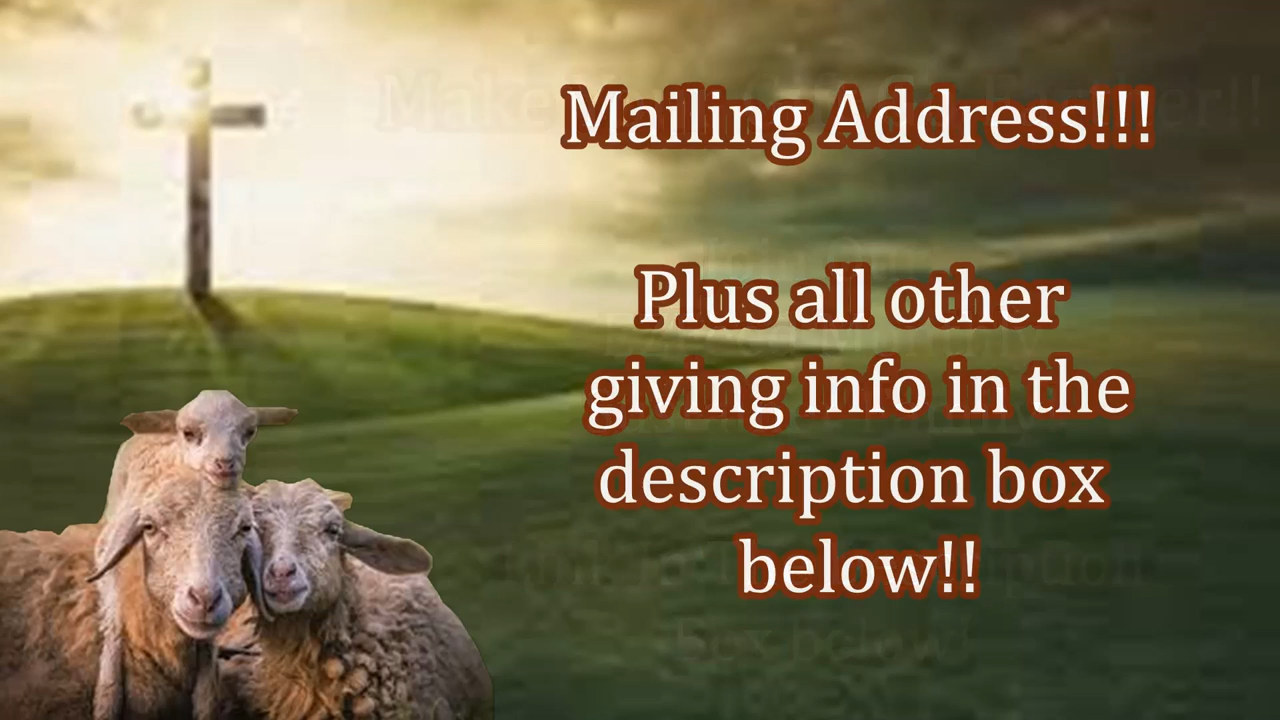 Mailing Address!!!
Plus all other
giving info in the
description box
below!!